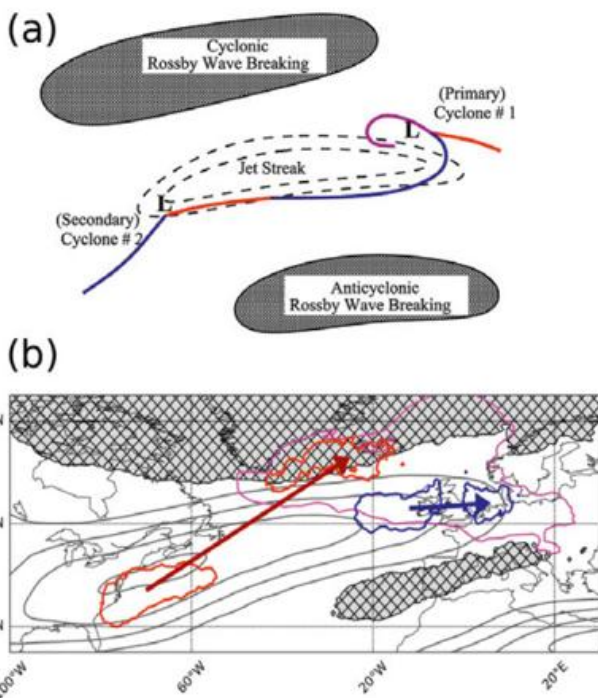 (a)
Cyclonic
Rossby Wave Breaking
(Primary)
Cyclone # 1
L
Jet Streak
L
(Secondary)
Cyclone # 2
Anticyclonic
Rossby Wave Breaking
(b)
N
N
N
100°W
60°W
20°W
20°E